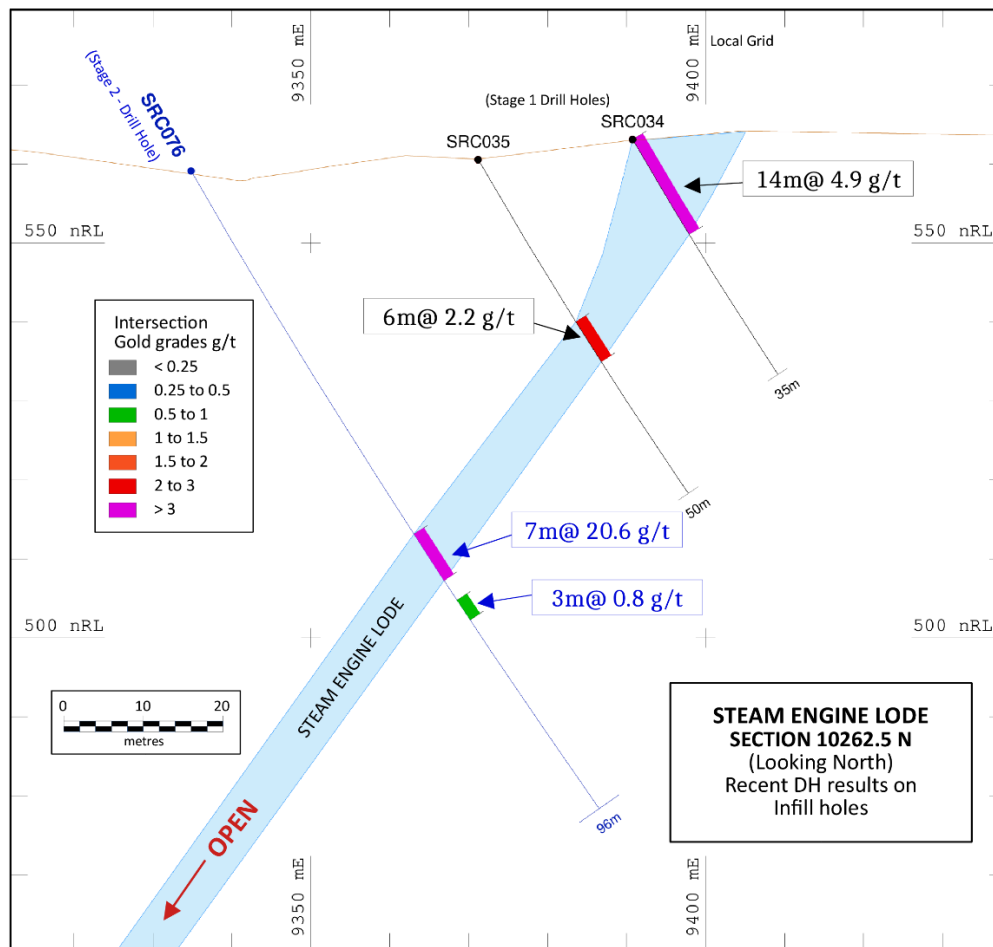 9350 mE
9400 mE
Local Grid
SRC076
(Stage 2 - Drill Hole)
(Stage 1 Drill Holes)
SRC035
SRC034
14m@ 4.9 g/t
550 nRL
550 nRL
6m@ 2.2 g/t
Intersection
Gold grades g/t
< 0.25
0.25 to 0.5
0.5 to 1
1 to 1.5
1.5 to 2
2 to 3
> 3
35m
50m
7m@ 20.6 g/t
3m@ 0.8 g/t
500 nRL
500 nRL
STEAM ENGINE LODE
0 10 20
metres
STEAM ENGINE LODE
SECTION 10262.5 N
(Looking North)
Recent DH results on
Infill holes
96m
OPEN
9350 mE
9400 mE